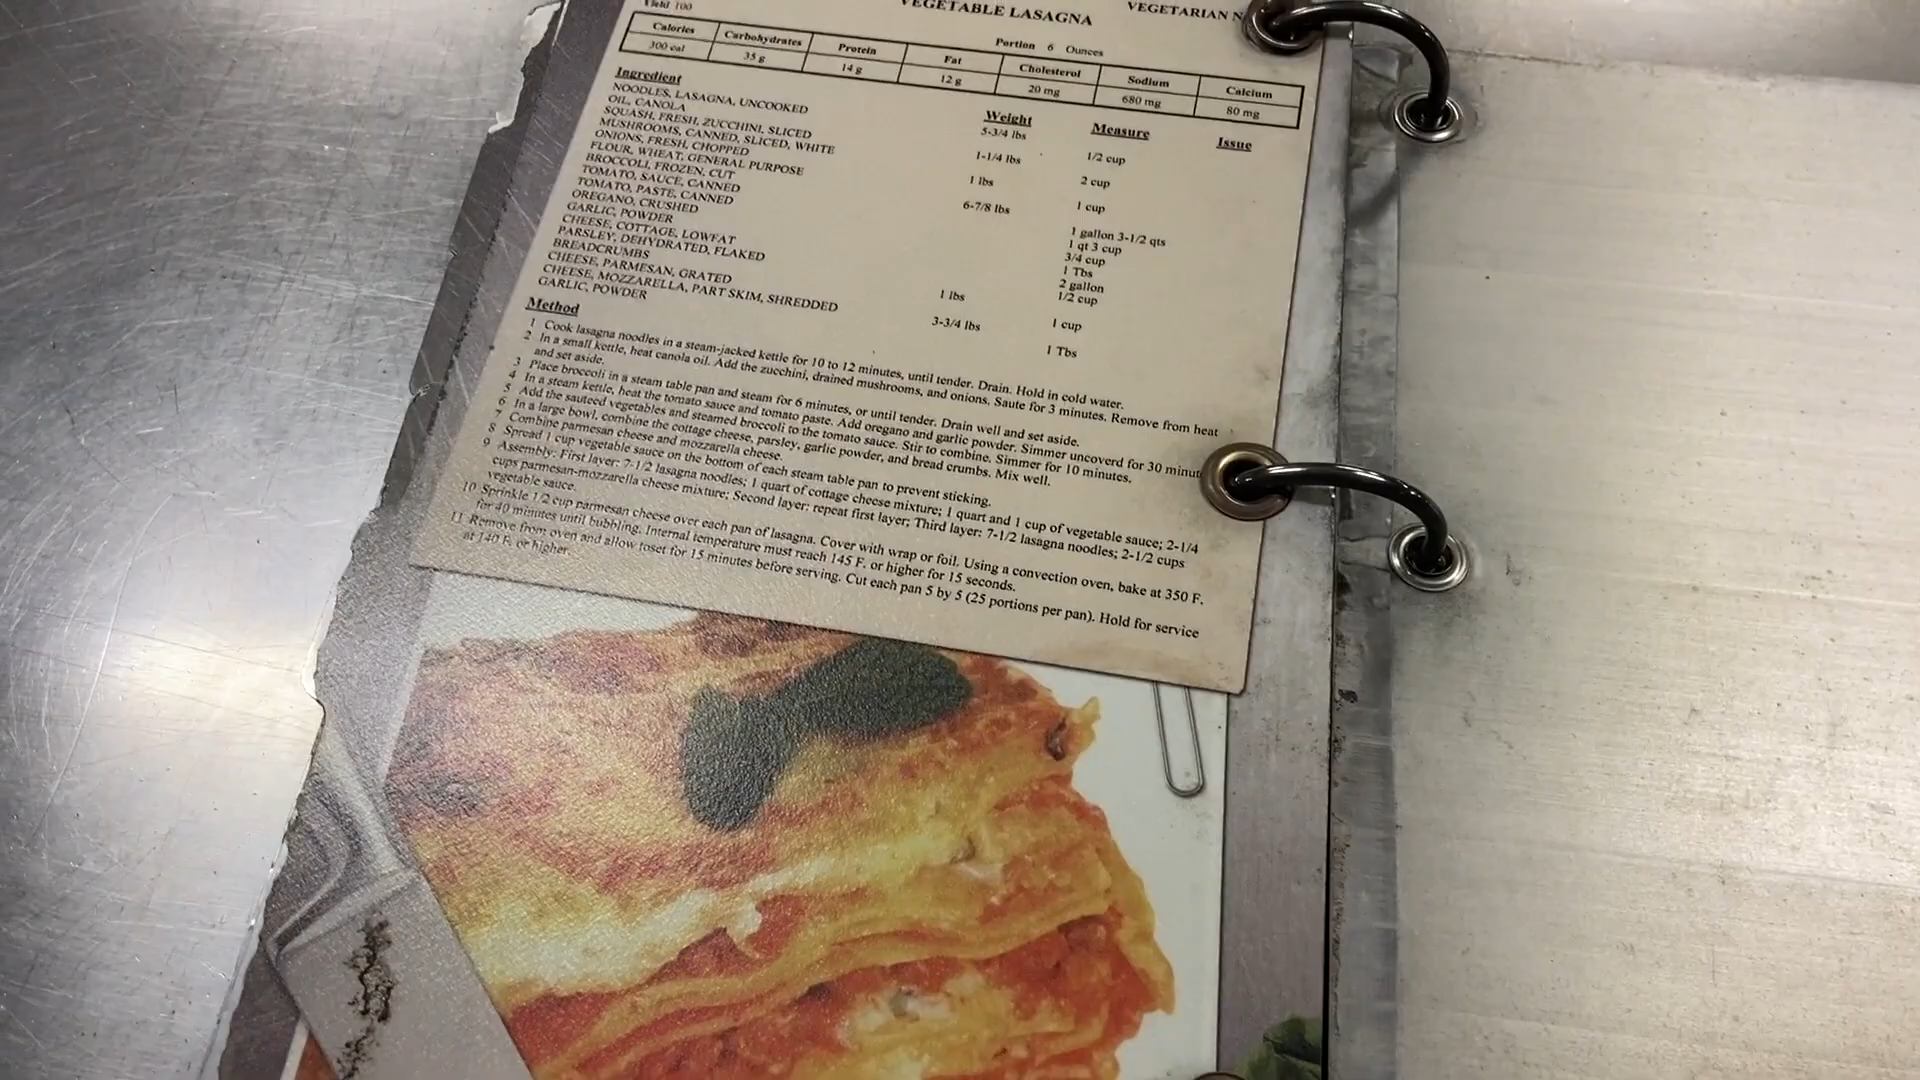 Yield 100
VEGETABLE LASAGNA
VEGETARIAN N
Portion 6 Ounces
Calories Carbohydrates Protein Fat Cholesterol Sodium Calcium
300 cal 35 g 14 g 12 g 20 mg 680 mg 80 mg
Ingredient Weight Measure Issue
NOODLES, LASAGNA, UNCOOKED 5-3/4 lbs
OIL, CANOLA 1/2 cup
SQUASH, FRESH, ZUCCHINI, SLICED 1-1/4 lbs
MUSHROOMS, CANNED, SLICED, WHITE 2 cup
ONIONS, FRESH, CHOPPED 1 lbs
FLOUR, WHEAT, GENERAL PURPOSE 1 cup
BROCCOLI, FROZEN, CUT 6-7/8 lbs
TOMATO, SAUCE, CANNED 1 gallon 3-1/2 qts
TOMATO, PASTE, CANNED 1 qt 3 cup
OREGANO, CRUSHED 3/4 cup
GARLIC, POWDER 1 Tbs
CHEESE, COTTAGE, LOWFAT 2 gallon
PARSLEY, DEHYDRATED, FLAKED 1/2 cup
BREADCRUMBS 1 lbs
CHEESE, PARMESAN, GRATED 1 cup
CHEESE, MOZZARELLA, PART SKIM, SHREDDED 3-3/4 lbs
GARLIC, POWDER 1 Tbs
Method
1 Cook lasagna noodles in a steam-jacked kettle for 10 to 12 minutes, until tender. Drain. Hold in cold water.
2 In a small kettle, heat canola oil. Add the zucchini, drained mushrooms, and onions. Saute for 3 minutes. Remove from heat
and set aside.
3 Place broccoli in a steam table pan and steam for 6 minutes, or until tender. Drain well and set aside.
4 In a steam kettle, heat the tomato sauce and tomato paste. Add oregano and garlic powder. Simmer uncoverd for 30 minut
5 Add the sauteed vegetables and steamed broccoli to the tomato sauce. Stir to combine. Simmer for 10 minutes.
6 In a large bowl, combine the cottage cheese, parsley, garlic powder, and bread crumbs. Mix well.
7 Combine parmesan cheese and mozzarella cheese.
8 Spread 1 cup vegetable sauce on the bottom of each steam table pan to prevent sticking.
9 Assembly: First layer: 7-1/2 lasagna noodles; 1 quart of cottage cheese mixture; 1 quart and 1 cup of vegetable sauce; 2-1/4
cups parmesan-mozzarella cheese mixture; Second layer: repeat first layer; Third layer: 7-1/2 lasagna noodles; 2-1/2 cups
vegetable sauce.
10 Sprinkle 1/2 cup parmesan cheese over each pan of lasagna. Cover with wrap or foil. Using a convection oven, bake at 350 F.
for 40 minutes until bubbling. Internal temperature must reach 145 F. or higher for 15 seconds.
11 Remove from oven and allow toset for 15 minutes before serving. Cut each pan 5 by 5 (25 portions per pan). Hold for service
at 140 F. or higher.